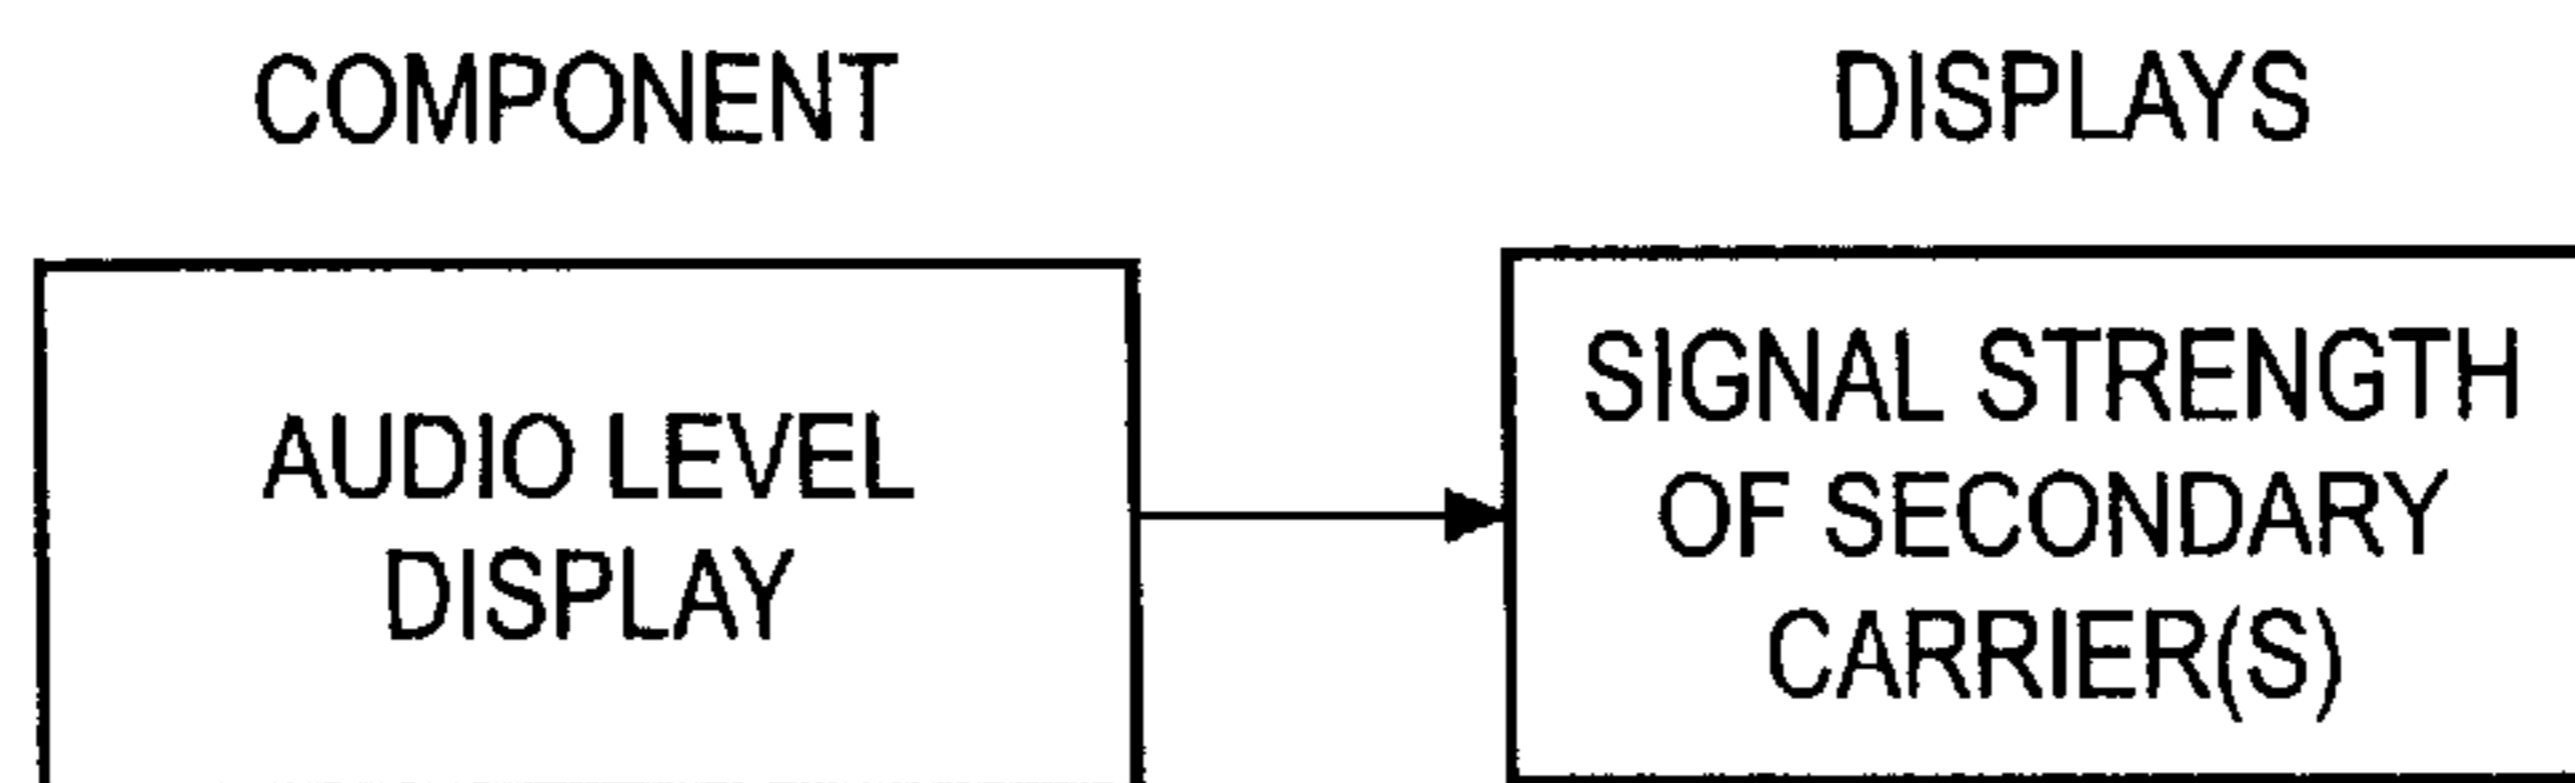 COMPONENT
DISPLAYS
AUDIO LEVEL
DISPLAY
SIGNAL STRENGTH
OF SECONDARY
CARRIER(S)